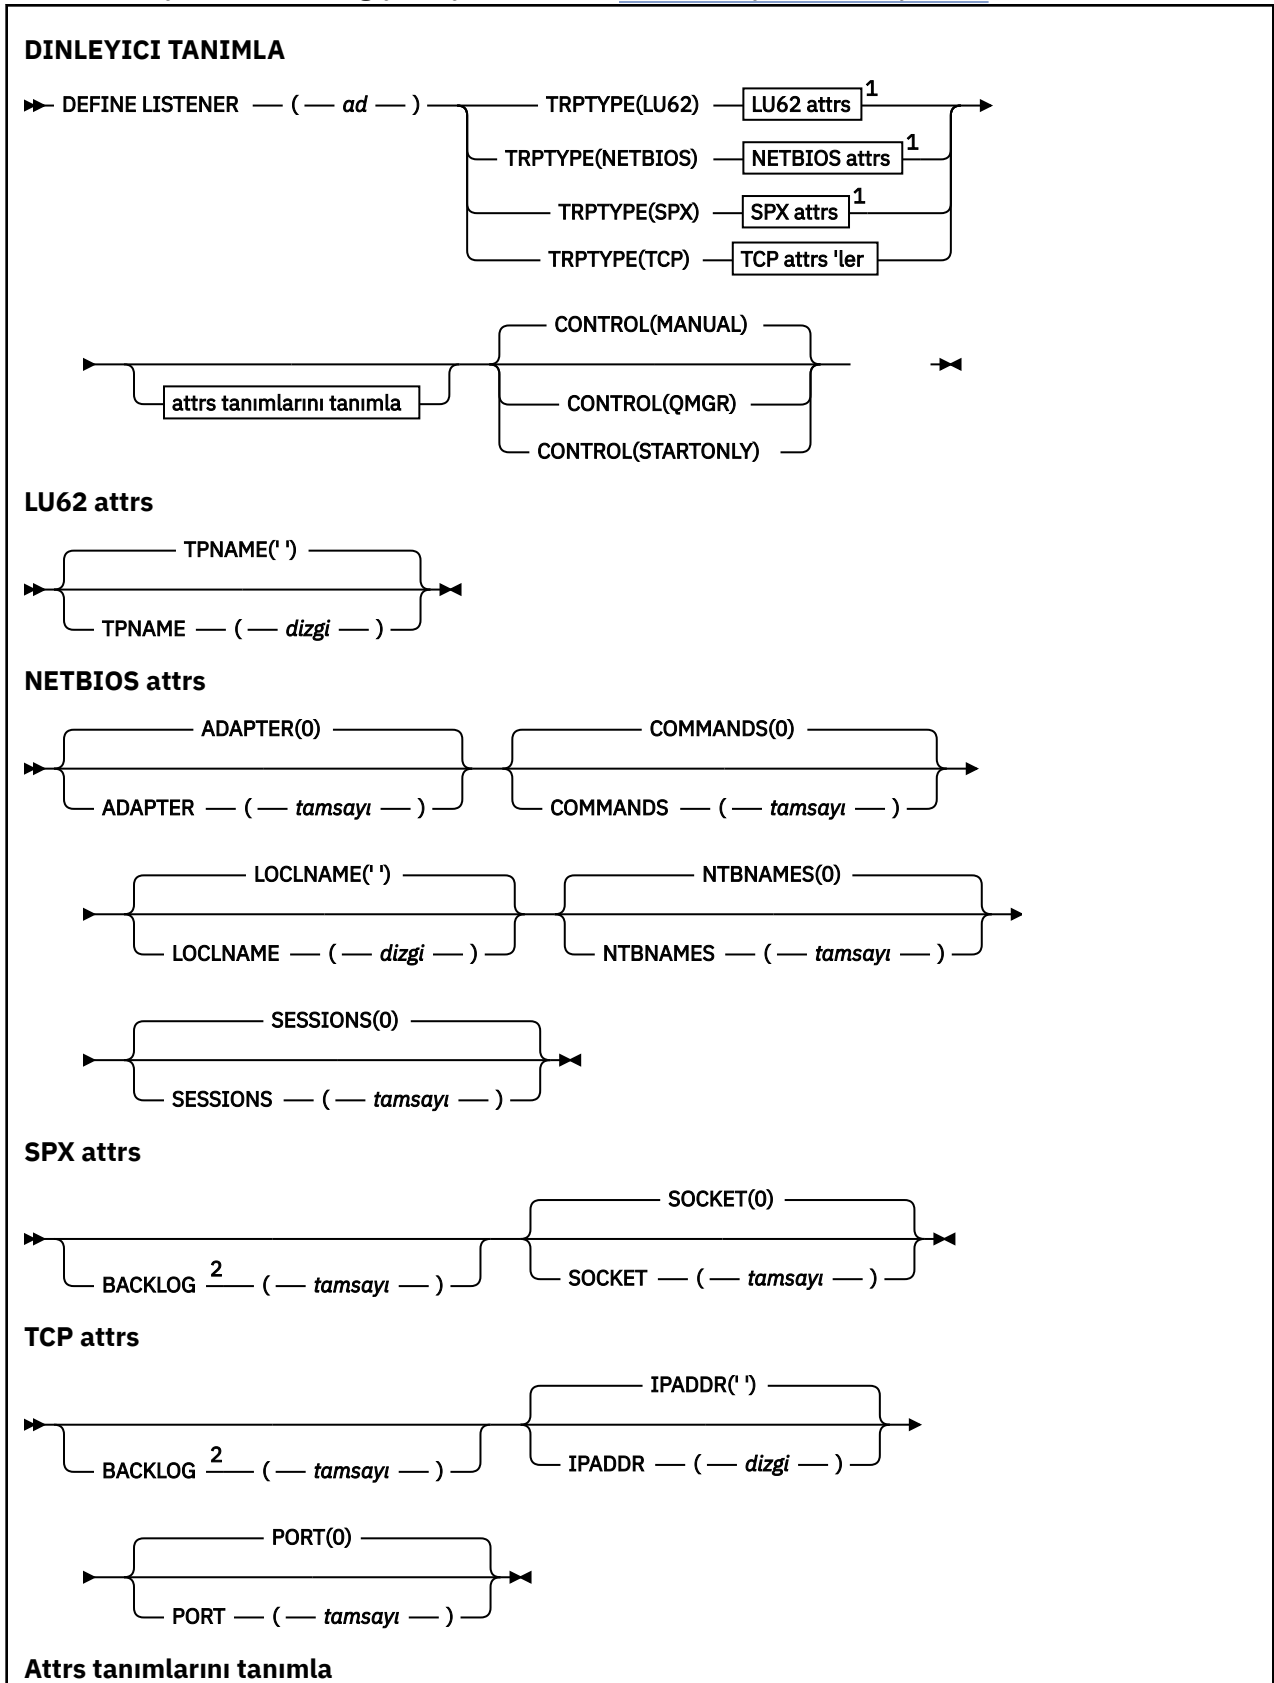 DINLEYICI TANIMLA
DEFINE LISTENER ( ad ) TRPTYPE(LU62) LU62 attrs 1
TRPTYPE(NETBIOS) NETBIOS attrs 1
TRPTYPE(SPX) SPX attrs 1
TRPTYPE(TCP) TCP attrs 'ler
CONTROL(MANUAL)
attrs tanımlarını tanımla CONTROL(QMGR)
CONTROL(STARTONLY)
LU62 attrs
TPNAME(' ')
TPNAME ( dizgi )
NETBIOS attrs
ADAPTER(0) COMMANDS(0)
ADAPTER ( tamsayı ) COMMANDS ( tamsayı )
LOCLNAME(' ') NTBNAMES(0)
LOCLNAME ( dizgi ) NTBNAMES ( tamsayı )
SESSIONS(0)
SESSIONS ( tamsayı )
SPX attrs
SOCKET(0)
BACKLOG 2 ( tamsayı ) SOCKET ( tamsayı )
TCP attrs
IPADDR(' ')
BACKLOG 2 ( tamsayı ) IPADDR ( dizgi )
PORT(0)
PORT ( tamsayı )
Attrs tanımlarını tanımla